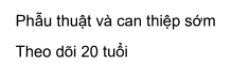 Phẫu thuật và can thiệp sớm
Theo dõi 20 tuổi